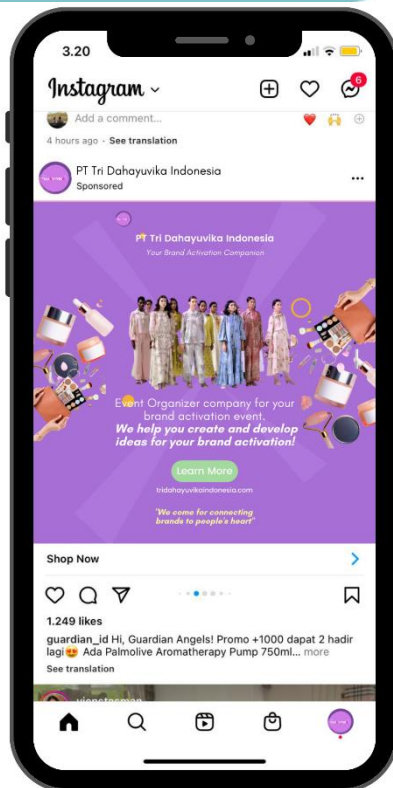 3.20
Instagram
6
Add a comment...
4 hours ago · See translation
PT Tri Dahayuvika Indonesia
Sponsored
PT Tri Dahayuvika Indonesia
Your Brand Activation Companion
Event Organizer company for your
brand activation event.
We help you create and develop
ideas for your brand activation!
Learn More
tridahayuvikaindonesia.com
"We come for connecting
brands to people's heart"
Shop Now
1.249 likes
guardian_id Hi, Guardian Angels! Promo +1000 dapat 2 hadir
lagi😍 Ada Palmolive Aromatherapy Pump 750ml... more
See translation